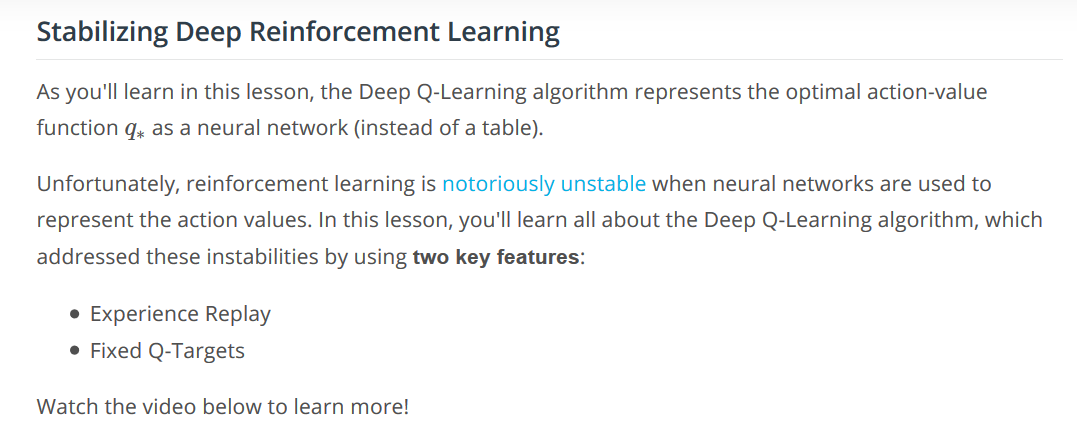 Stabilizing Deep Reinforcement Learning
As you'll learn in this lesson, the Deep Q-Learning algorithm represents the optimal action-value
function q* as a neural network (instead of a table).
Unfortunately, reinforcement learning is notoriously unstable when neural networks are used to
represent the action values. In this lesson, you'll learn all about the Deep Q-Learning algorithm, which
addressed these instabilities by using two key features:
• Experience Replay
• Fixed Q-Targets
Watch the video below to learn more!